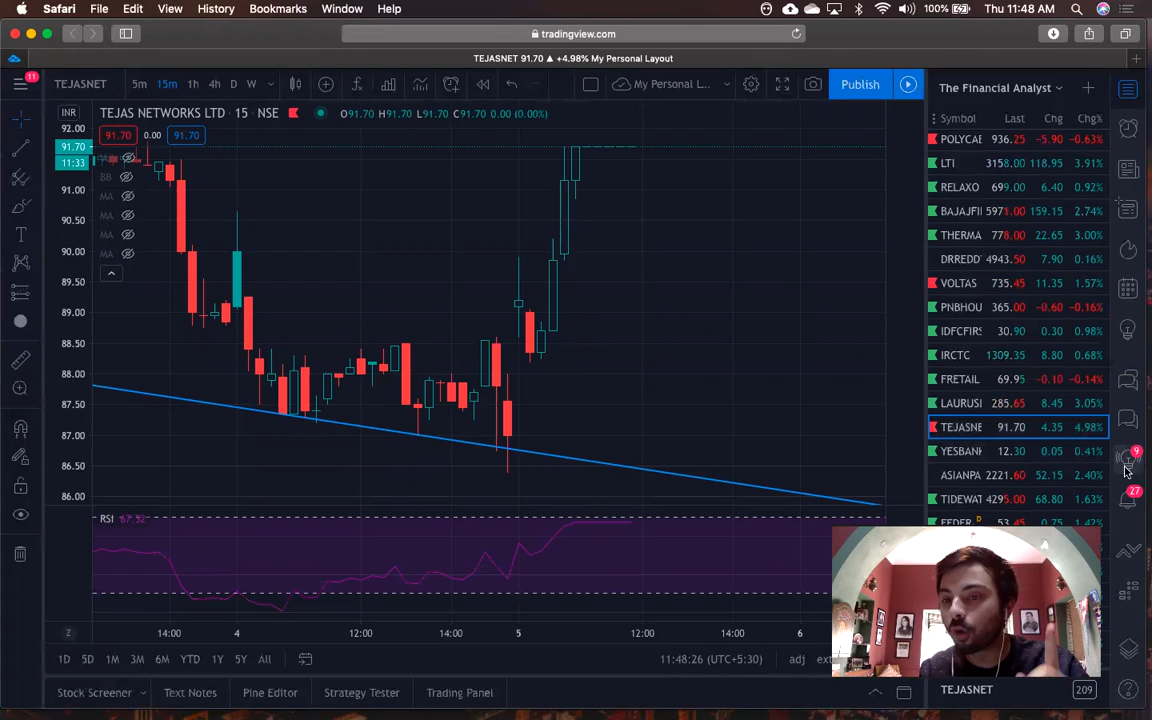 Safari File Edit View History Bookmarks Window Help 100% Thu 11:48 AM
tradingview.com
TEJASNET 91.70 ▲ +4.98% My Personal Layout
11 TEJASNET 5m 15m 1h 4h D W My Personal L... Publish
The Financial Analyst
INR TEJAS NETWORKS LTD · 15 · NSE O91.70 H91.70 L91.70 C91.70 0.00 (0.00%)
91.70 0.00 91.70
BB
MA
MA
MA
MA
92.00
91.70
11:33
91.00
90.50
90.00
89.50
89.00
88.50
88.00
87.50
87.00
86.50
86.00
RSI 67.52
14:00 4 12:00 14:00 5 12:00 14:00 6
Z
1D 5D 1M 3M 6M YTD 1Y 5Y All 11:48:26 (UTC+5:30) adj
Stock Screener Text Notes Pine Editor Strategy Tester Trading Panel
Symbol Last Chg Chg%
POLYCAB 936.25 −5.90 −0.63%
LTI 3158.00 118.95 3.91%
RELAXO 699.00 6.40 0.92%
BAJAJFII 5971.00 159.15 2.74%
THERMA 778.00 22.65 3.00%
DRREDD 4943.50 7.90 0.16%
VOLTAS 735.45 11.35 1.57%
PNBHOU 365.00 −0.60 −0.16%
IDFCFIRS 30.90 0.30 0.98%
IRCTC 1309.35 8.80 0.68%
FRETAIL 69.95 −0.10 −0.14%
LAURUSI 285.65 8.45 3.05%
TEJASNE 91.70 4.35 4.98%
YESBANK 12.30 0.05 0.41%
ASIANPA 2221.60 52.15 2.40%
TIDEWAT 4295.00 68.80 1.63%
FEDER D 53.45 0.75 1.42%
9
27
TEJASNET 209